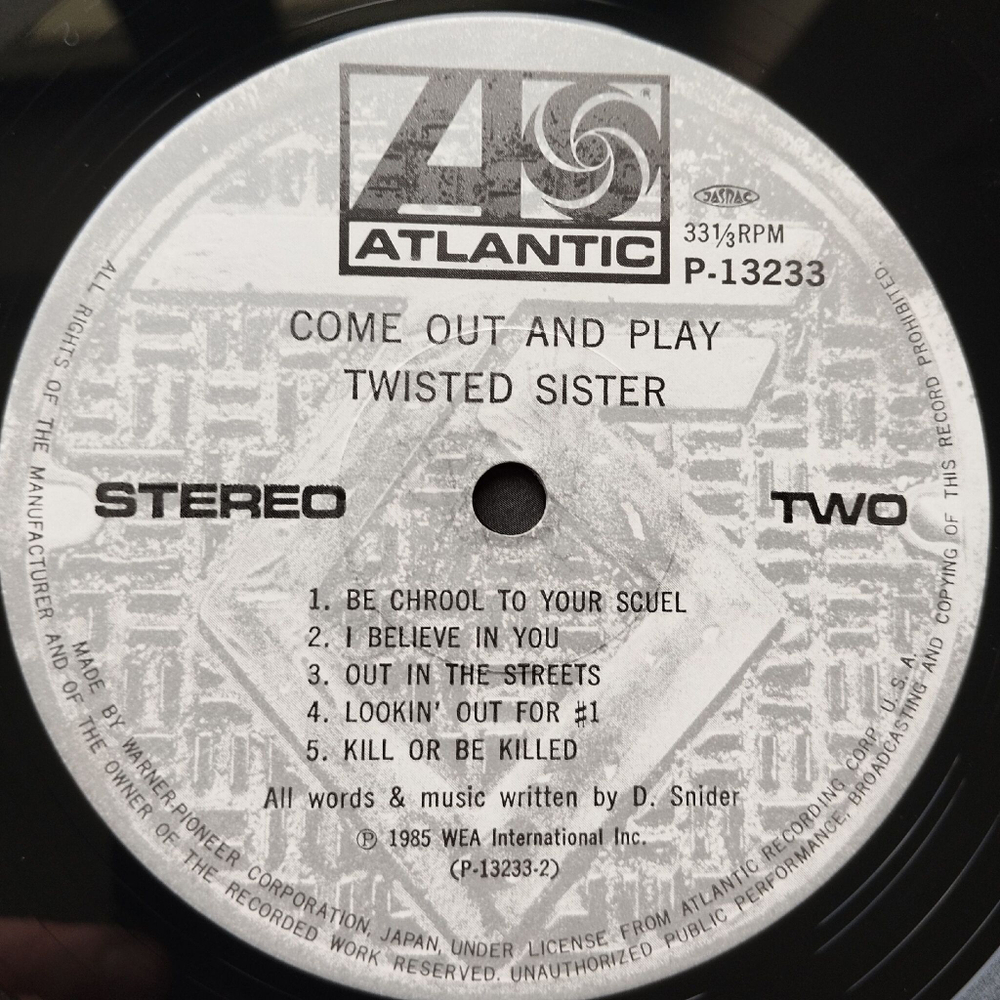 ATLANTIC
®
JASRAC
33⅓RPM
P-13233
COME OUT AND PLAY
TWISTED SISTER
STEREO
TWO
1. BE CHROOL TO YOUR SCUEL
2. I BELIEVE IN YOU
3. OUT IN THE STREETS
4. LOOKIN' OUT FOR #1
5. KILL OR BE KILLED
All words & music written by D. Snider
Ⓟ 1985 WEA International Inc.
(P-13233-2)
MADE BY WARNER-PIONEER CORPORATION, JAPAN, UNDER LICENSE FROM ATLANTIC RECORDING CORP. U.S.A.
ALL RIGHTS OF THE MANUFACTURER AND OF THE OWNER OF THE RECORDED WORK RESERVED. UNAUTHORIZED PUBLIC PERFORMANCE, BROADCASTING AND COPYING OF THIS RECORD PROHIBITED.